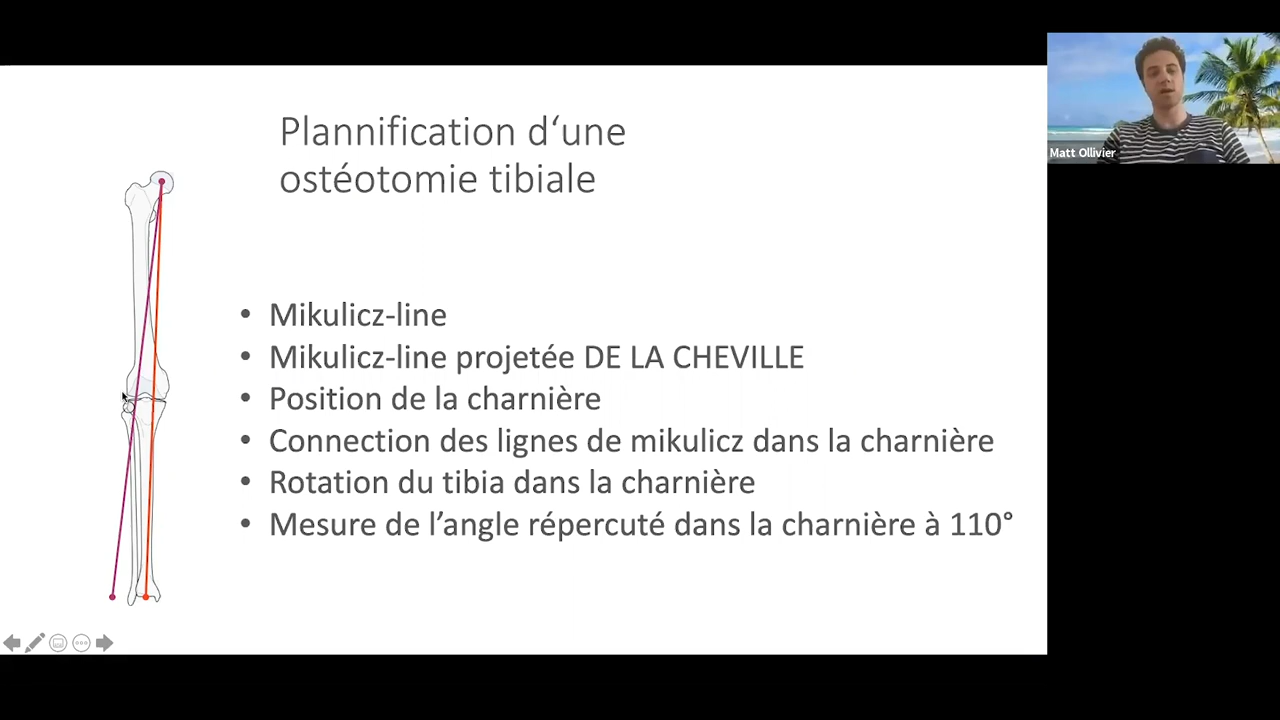 Plannification d‘une
ostéotomie tibiale
• Mikulicz-line
• Mikulicz-line projetée DE LA CHEVILLE
• Position de la charnière
• Connection des lignes de mikulicz dans la charnière
• Rotation du tibia dans la charnière
• Mesure de l’angle répercuté dans la charnière à 110°
Matt Ollivier